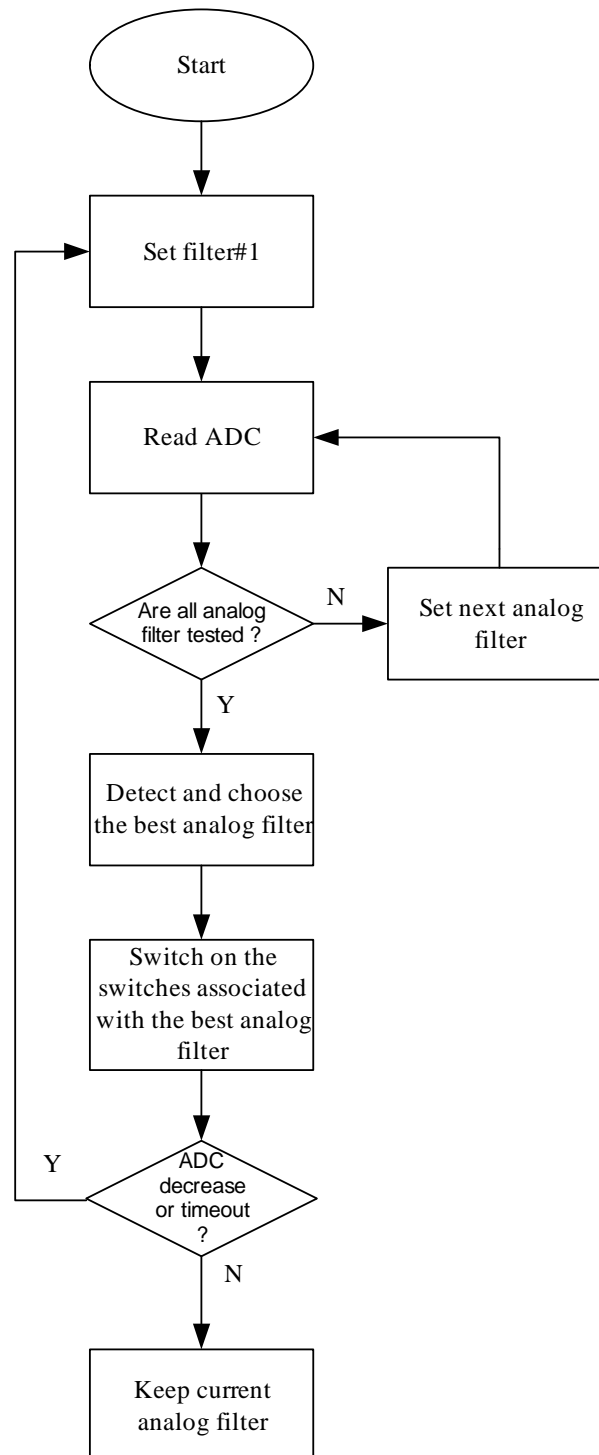 Start
Set filter#1
Read ADC
Are all analog
filter tested ?
N
Set next analog
filter
Y
Detect and choose
the best analog filter
Switch on the
switches associated
with the best analog
filter
Y
ADC
decrease
or timeout
?
N
Keep current
analog filter